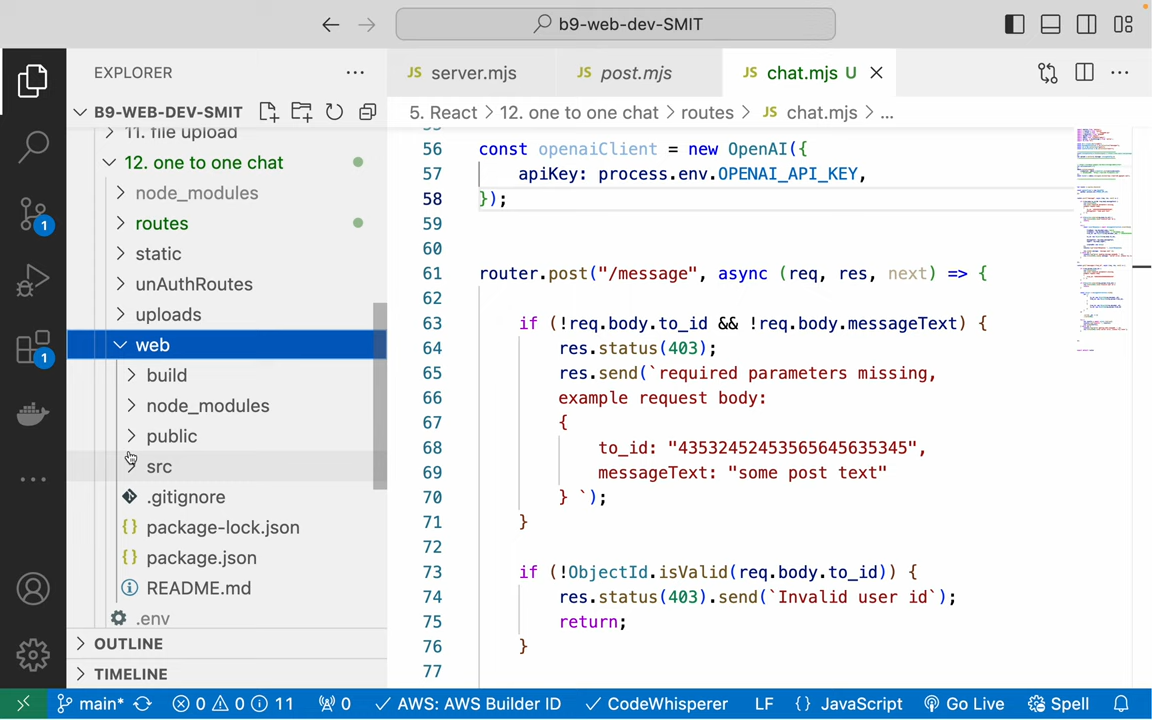 b9-web-dev-SMIT
EXPLORER
JS server.mjs
JS post.mjs
JS chat.mjs U
B9-WEB-DEV-SMIT
5. React > 12. one to one chat > routes > JS chat.mjs > ...
11. file upload
12. one to one chat
node_modules
routes
static
unAuthRoutes
uploads
web
build
node_modules
public
src
.gitignore
{} package-lock.json
{} package.json
README.md
.env
OUTLINE
TIMELINE
1
1
56 const openaiClient = new OpenAI({
57 apiKey: process.env.OPENAI_API_KEY,
58 });
59
60
61 router.post("/message", async (req, res, next) => {
62
63 if (!req.body.to_id && !req.body.messageText) {
64 res.status(403);
65 res.send(`required parameters missing,
66 example request body:
67 {
68 to_id: "43532452453565645635345",
69 messageText: "some post text"
70 } `);
71 }
72
73 if (!ObjectId.isValid(req.body.to_id)) {
74 res.status(403).send(`Invalid user id`);
75 return;
76 }
77
main* 0 0 11 0 AWS: AWS Builder ID CodeWhisperer LF {} JavaScript Go Live Spell